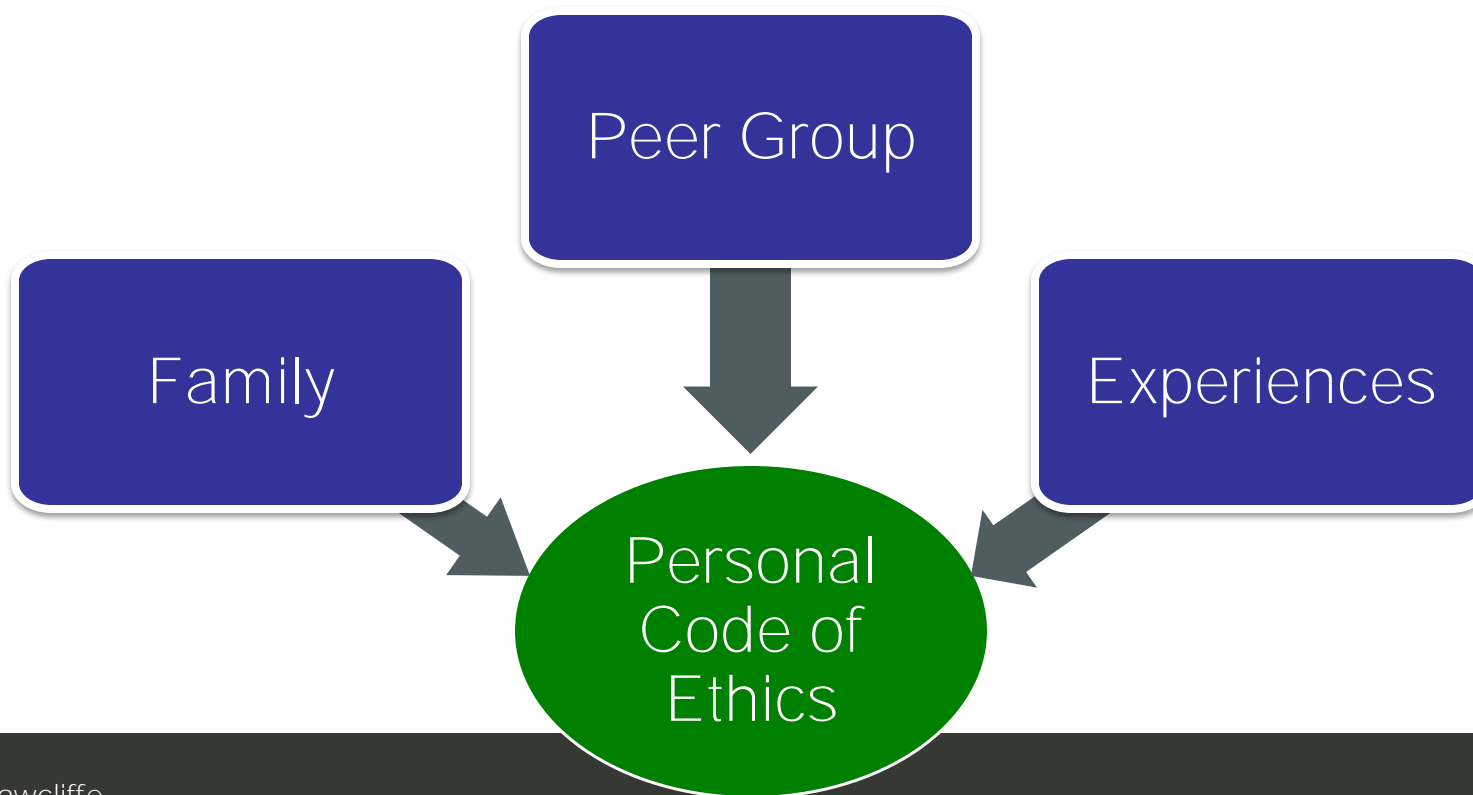 Peer Group
Family
Experiences
Personal
Code of
Ethics